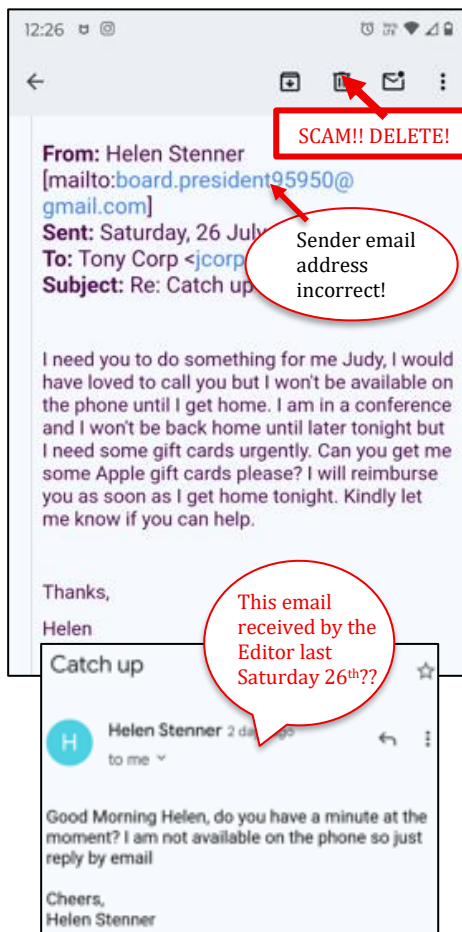 12:26
SCAM!! DELETE!
From: Helen Stenner
[mailto:board.president95950@
gmail.com]
Sent: Saturday, 26 July
To: Tony Corp <jcorp
Subject: Re: Catch up
Sender email
address
incorrect!
I need you to do something for me Judy, I would
have loved to call you but I won't be available on
the phone until I get home. I am in a conference
and I won't be back home until later tonight but
I need some gift cards urgently. Can you get me
some Apple gift cards please? I will reimburse
you as soon as I get home tonight. Kindly let
me know if you can help.
Thanks,
Helen
This email
received by the
Editor last
Saturday 26th??
Catch up
H
Helen Stenner 2 days ago
to me
Good Morning Helen, do you have a minute at the
moment? I am not available on the phone so just
reply by email
Cheers,
Helen Stenner